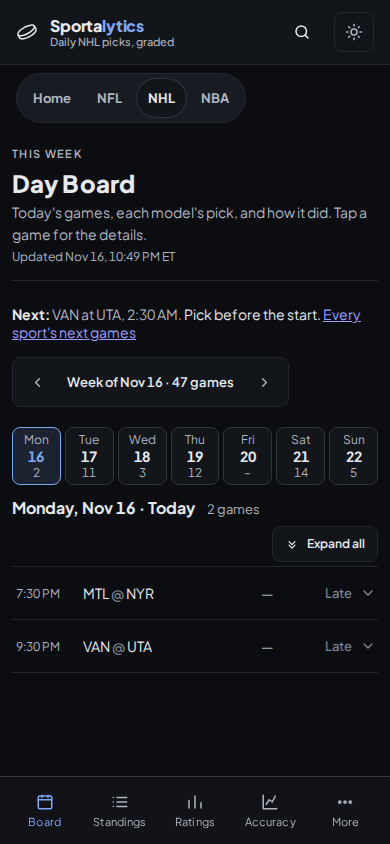 Sportalytics
Daily NHL picks, graded
Home NFL NHL NBA
THIS WEEK
Day Board
Today's games, each model's pick, and how it did. Tap a
game for the details.
Updated Nov 16, 10:49 PM ET
Next: VAN at UTA, 2:30 AM. Pick before the start. Every
sport's next games
Week of Nov 16 · 47 games
Mon Tue Wed Thu Fri Sat Sun
16 17 18 19 20 21 22
2 11 3 12 – 14 5
Monday, Nov 16 · Today 2 games
Expand all
7:30 PM MTL @ NYR — Late
9:30 PM VAN @ UTA — Late
Board Standings Ratings Accuracy More